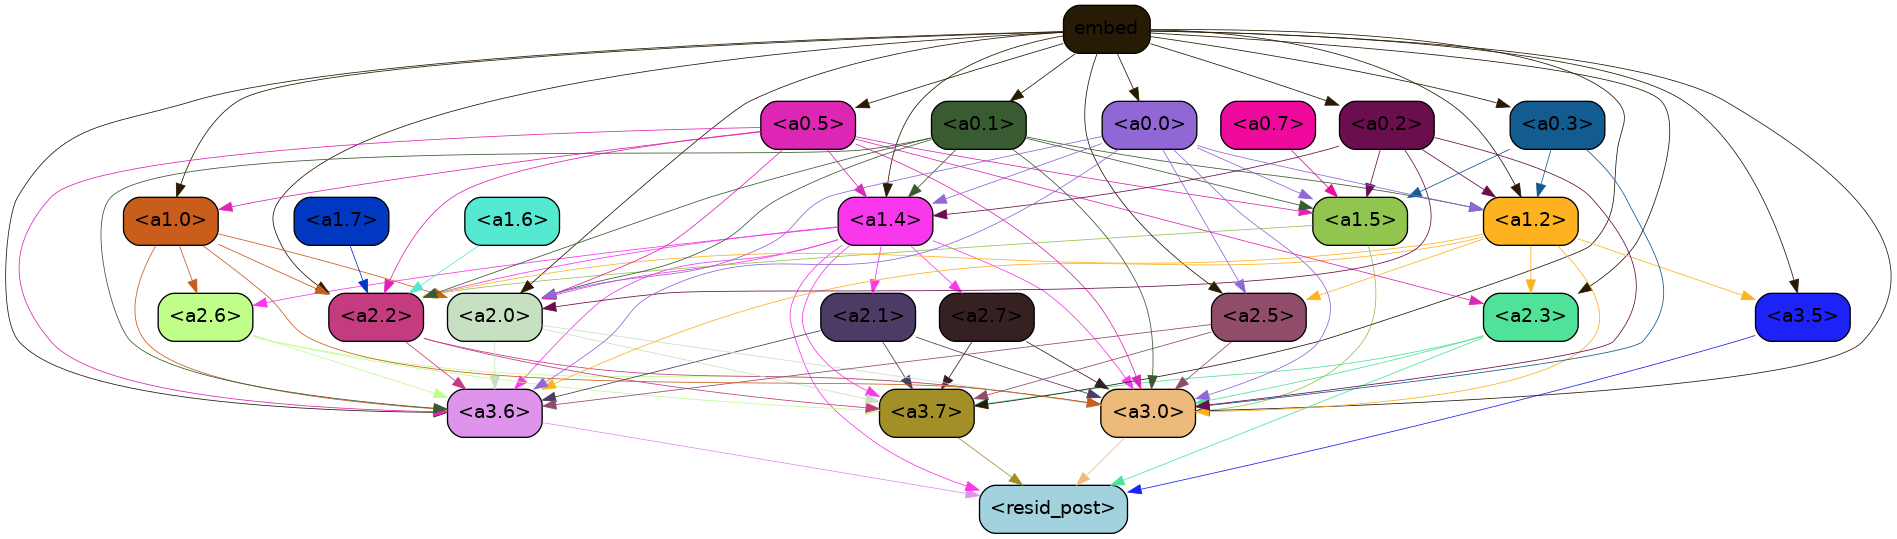 embed
<a0.5>
<a0.1>
<a0.0>
<a0.7>
<a0.2>
<a0.3>
<a1.0>
<a1.7>
<a1.6>
<a1.4>
<a1.5>
<a1.2>
<a2.6>
<a2.2>
<a2.0>
<a2.1>
<a2.7>
<a2.5>
<a2.3>
<a3.5>
<a3.6>
<a3.7>
<a3.0>
<resid_post>